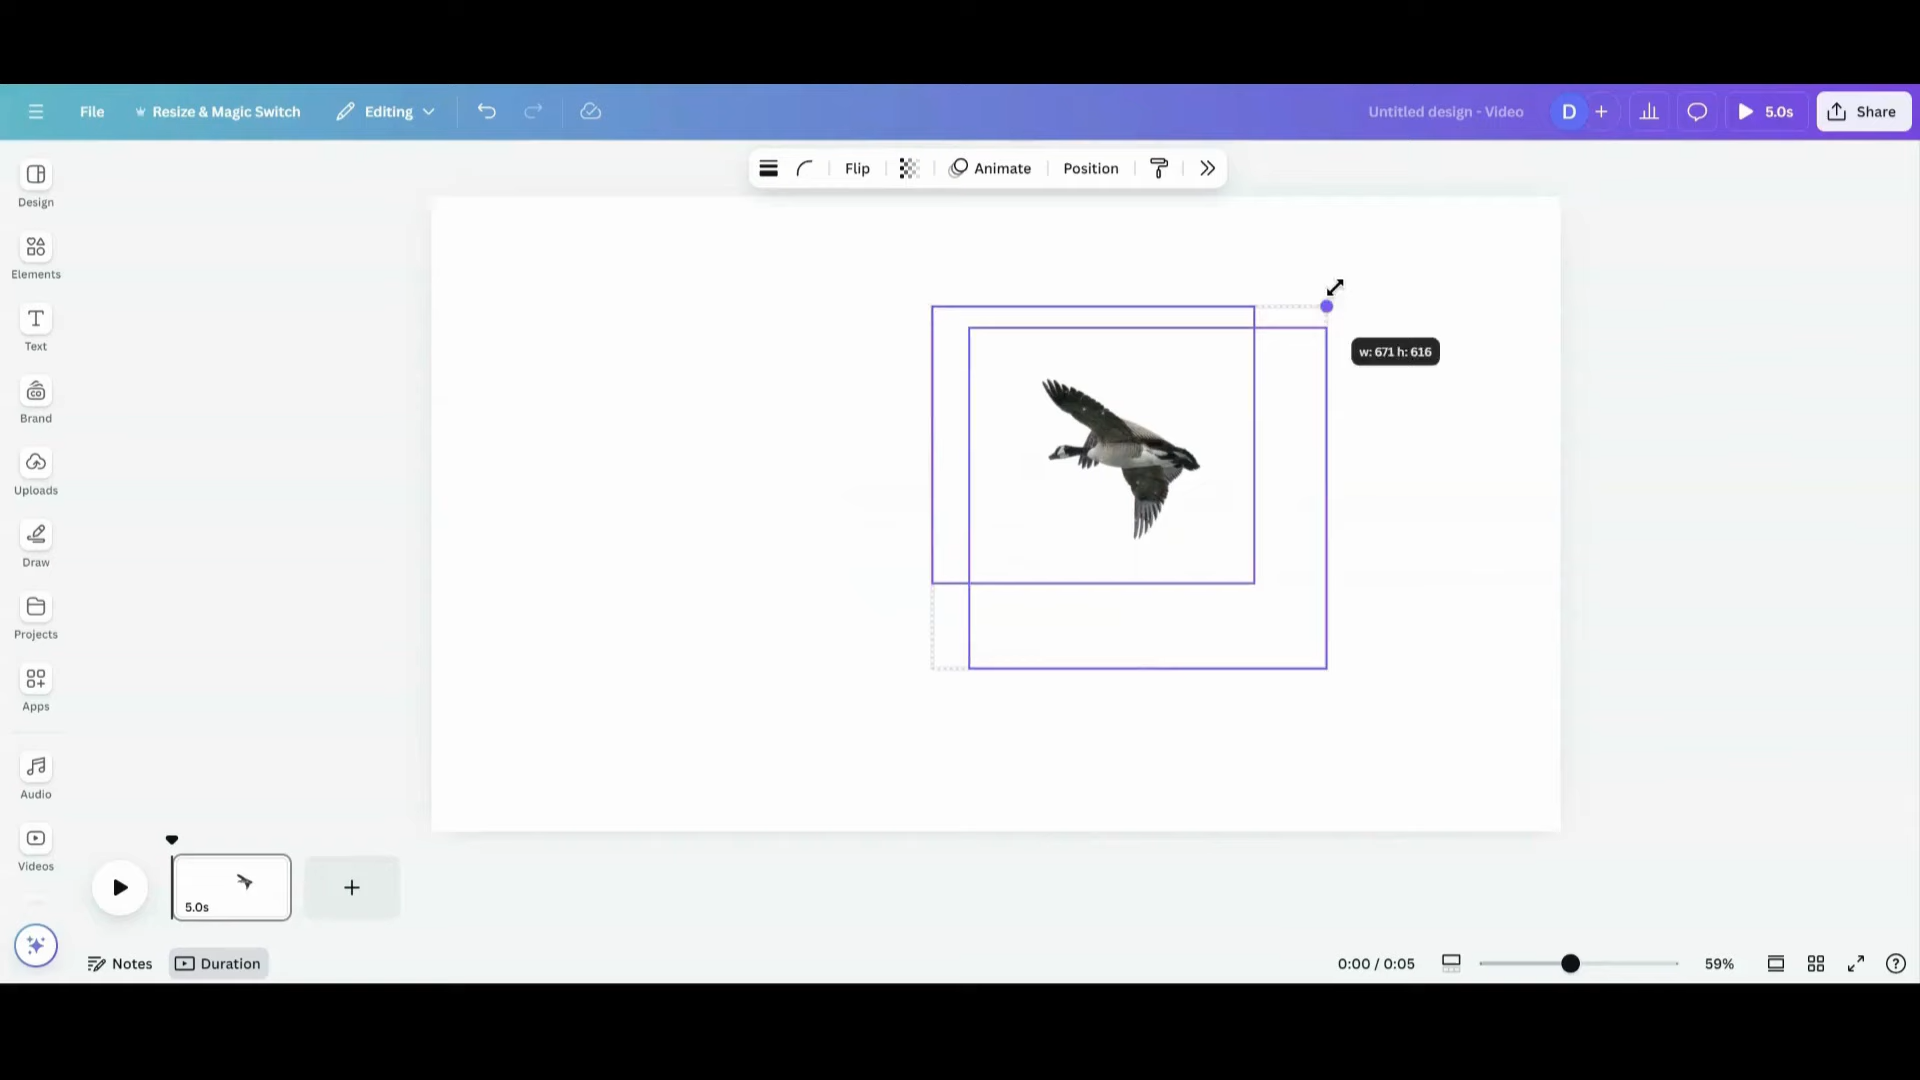 File
Resize & Magic Switch
Editing
Untitled design - Video
D
5.0s
Share
Flip
Animate
Position
Design
Elements
Text
Brand
Uploads
Draw
Projects
Apps
Audio
Videos
w: 671 h: 616
5.0s
Notes
Duration
0:00 / 0:05
59%